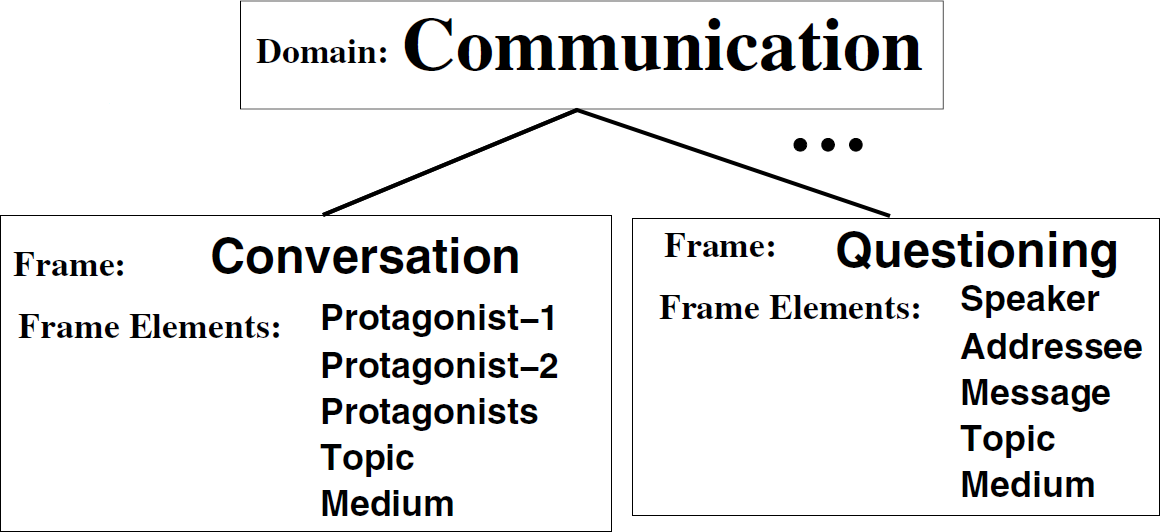 Domain: Communication
...
Frame: Conversation
Frame Elements: Protagonist–1
Protagonist–2
Protagonists
Topic
Medium
Frame: Questioning
Frame Elements: Speaker
Addressee
Message
Topic
Medium